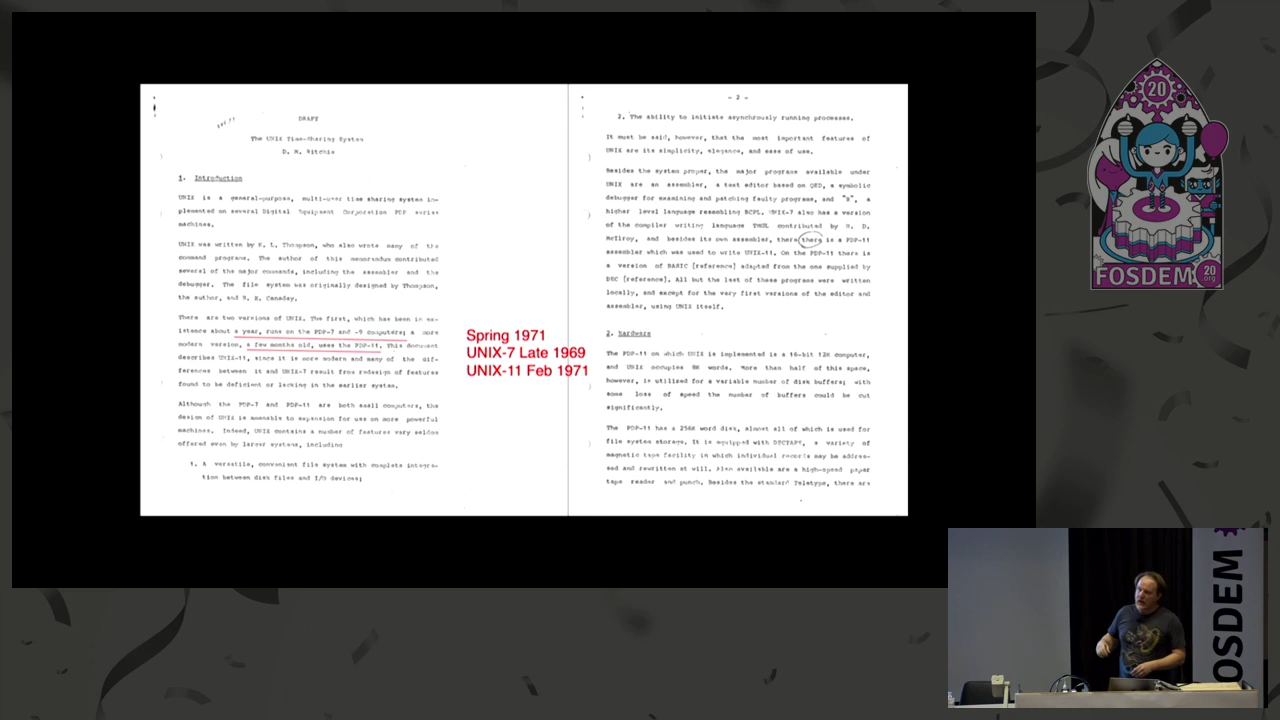 DRAFT
The UNIX Time-Sharing System
D. M. Ritchie
1. Introduction
UNIX is a general-purpose, multi-user time sharing system im-
plemented on several Digital Equipment Corporation PDP series
machines.
UNIX was written by K. L. Thompson, who also wrote many of the
command programs. The author of this memorandum contributed
several of the major commands, including the assembler and the
debugger. The file system was originally designed by Thompson,
the author, and R. H. Canaday.
There are two versions of UNIX. The first, which has been in ex-
istence about a year, runs on the PDP-7 and -9 computers; a more
modern version, a few months old, uses the PDP-11. This document
describes UNIX-11, since it is more modern and many of the dif-
ferences between it and UNIX-7 result from redesign of features
found to be deficient or lacking in the earlier system.
Although the PDP-7 and PDP-11 are both small computers, the
design of UNIX is amenable to expansion for use on more powerful
machines. Indeed, UNIX contains a number of features very seldom
offered even by larger systems, including
1. A versatile, convenient file system with complete integra-
tion between disk files and I/O devices;
Spring 1971
UNIX-7 Late 1969
UNIX-11 Feb 1971
- 2 -
2. The ability to initiate asynchrously running processes.
It must be said, however, that the most important features of
UNIX are its simplicity, elegance, and ease of use.
Besides the system proper, the major programs available under
UNIX are an assembler, a text editor based on QED, a symbolic
debugger for examining and patching faulty programs, and "B", a
higher level language resembling BCPL. UNIX-7 also has a version
of the compiler writing language TMGL contributed by M. D.
McIlroy, and besides its own assembler, there there is a PDP-11
assembler which was used to write UNIX-11. On the PDP-11 there is
a version of BASIC [reference] adapted from the one supplied by
DEC [reference]. All but the last of these programs were written
locally, and except for the very first versions of the editor and
assembler, using UNIX itself.
2. Hardware
The PDP-11 on which UNIX is implemented is a 16-bit 12K computer,
and UNIX occupies 8K words. More than half of this space,
however, is utilized for a variable number of disk buffers; with
some loss of speed the number of buffers could be cut
significantly.
The PDP-11 has a 256K word disk, almost all of which is used for
file system storage. It is equipped with DECTAPE, a variety of
magnetic tape facility in which individual records may be address-
ed and rewritten at will. Also available are a high-speed paper
tape reader and punch. Besides the standard Teletype, there are
20
FOSDEM 20
.org
OSDEM